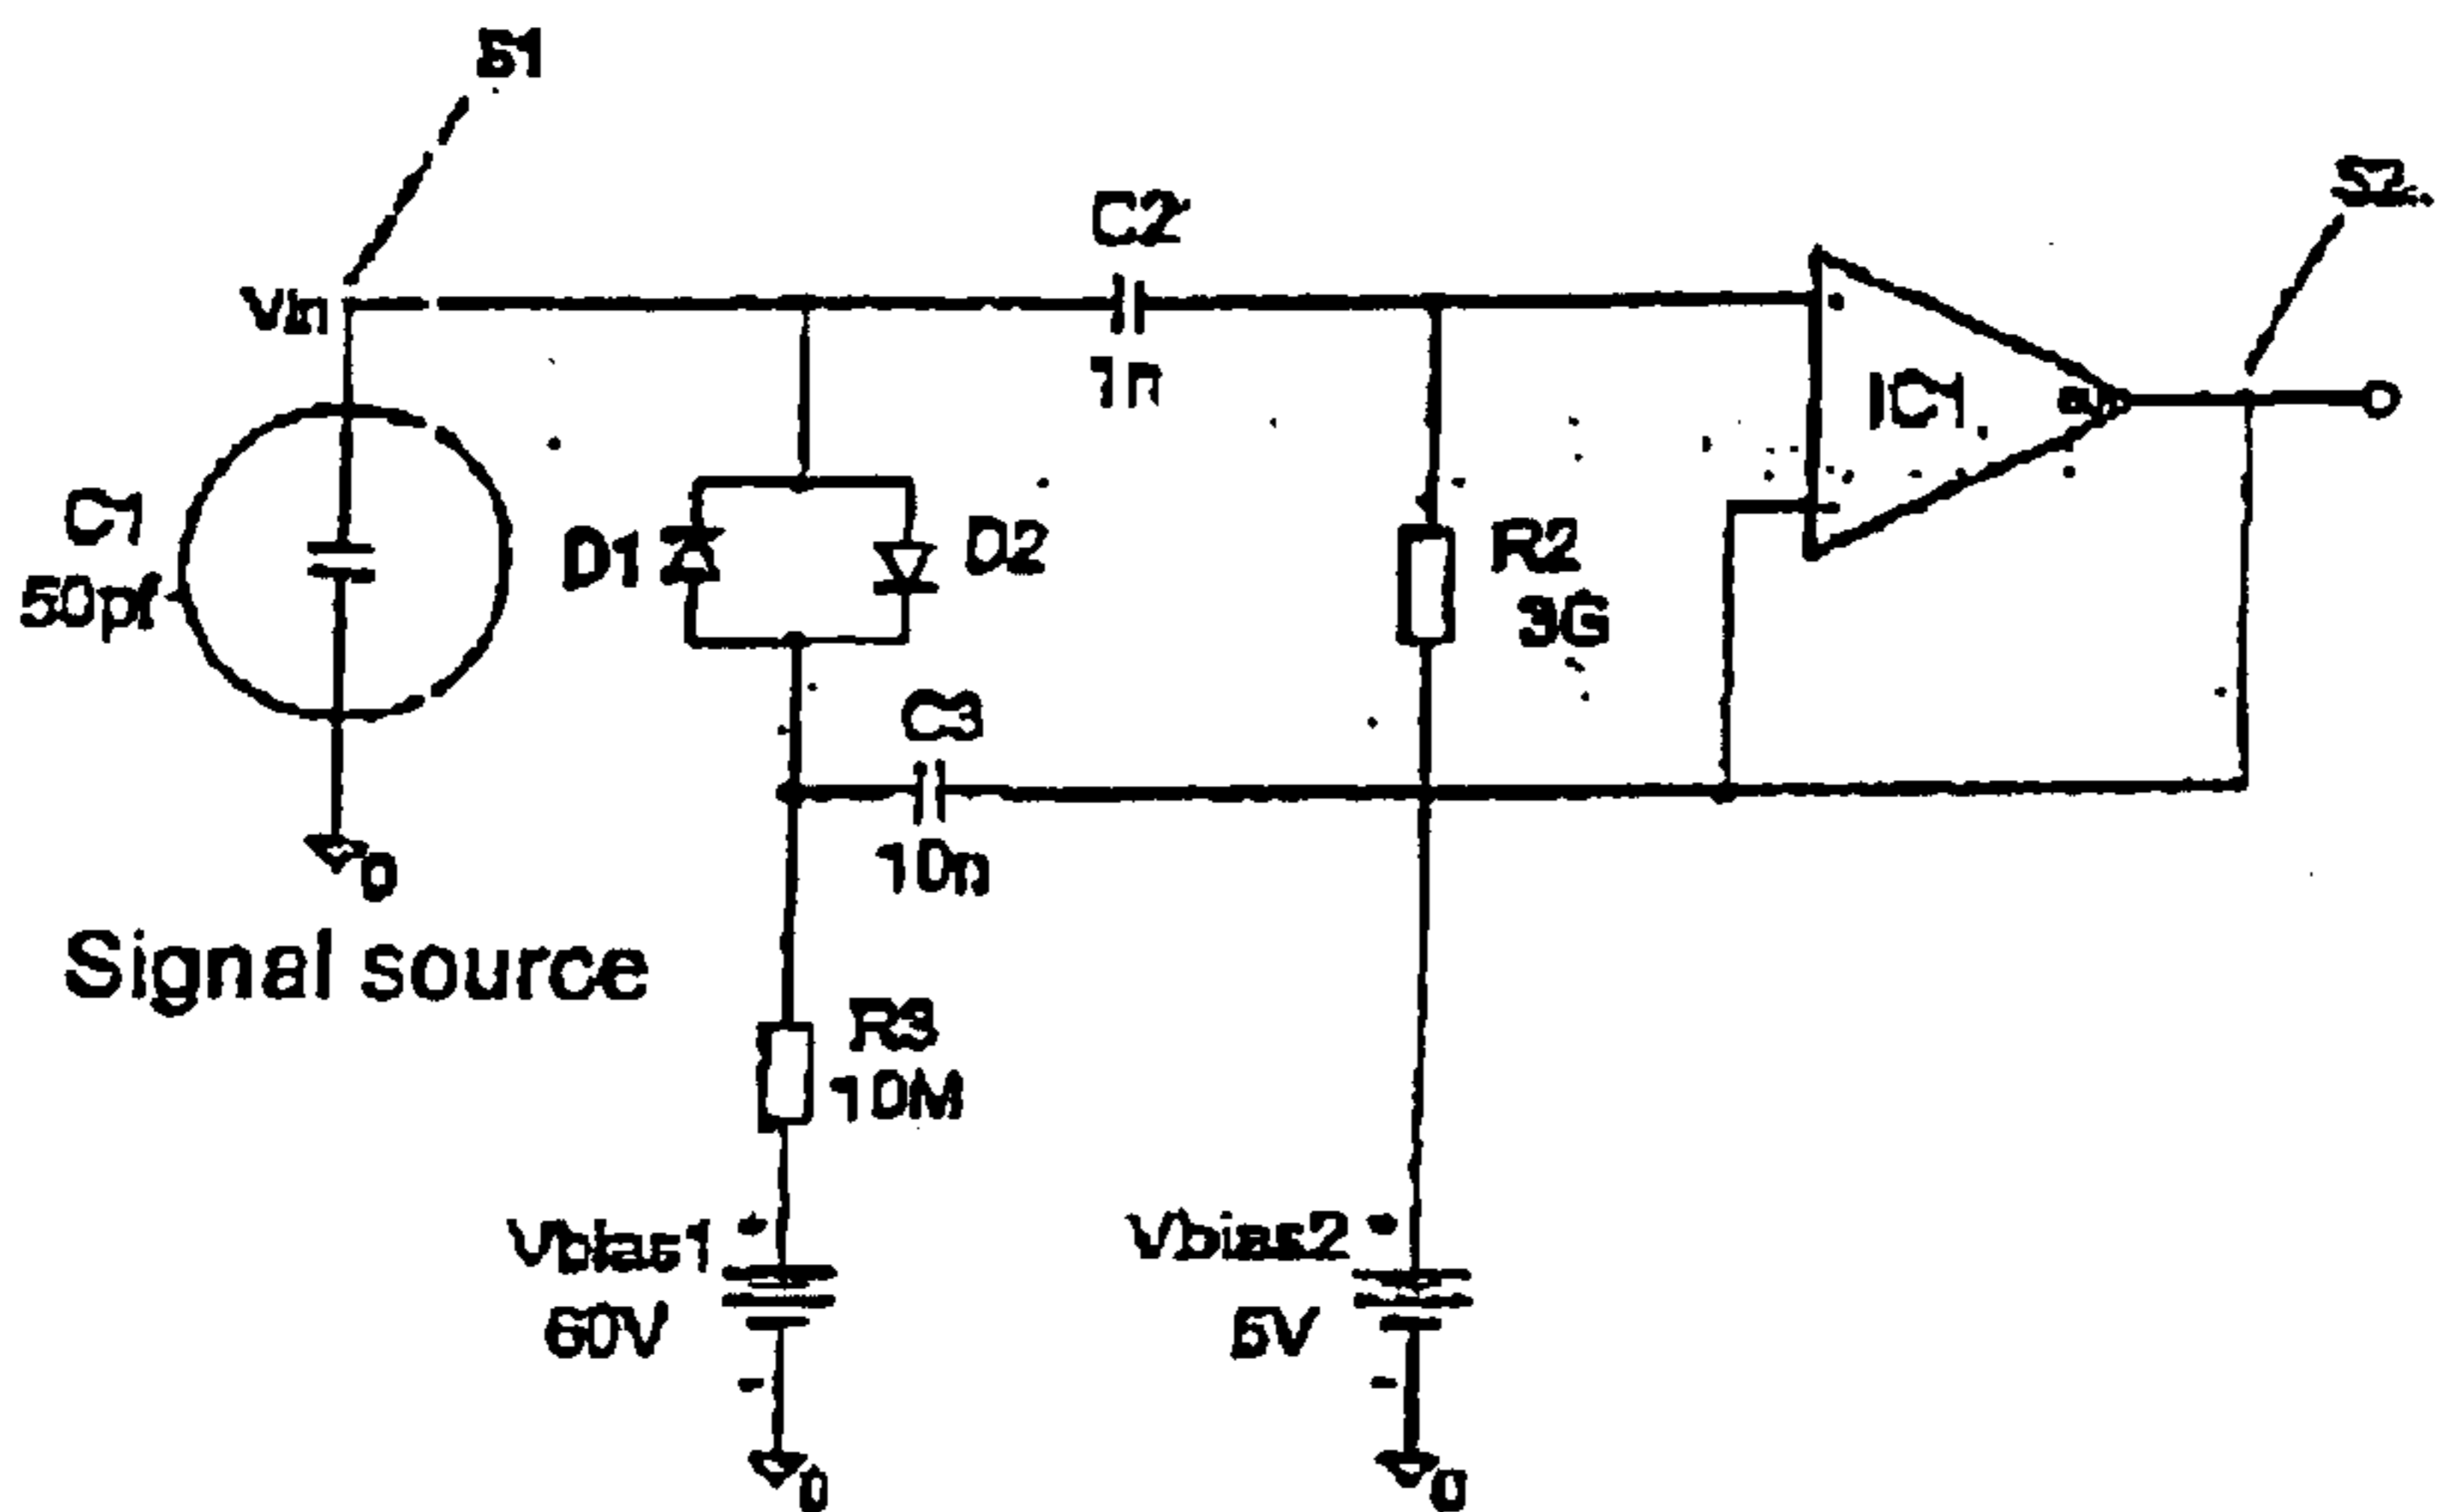 S1
S2
C2
Vin
1n
IC1
C1
50pf
D1
D2
R2
3G
C3
10n
0
Signal source
R3
10M
Vbias1
60V
Vbias2
5V
0
0